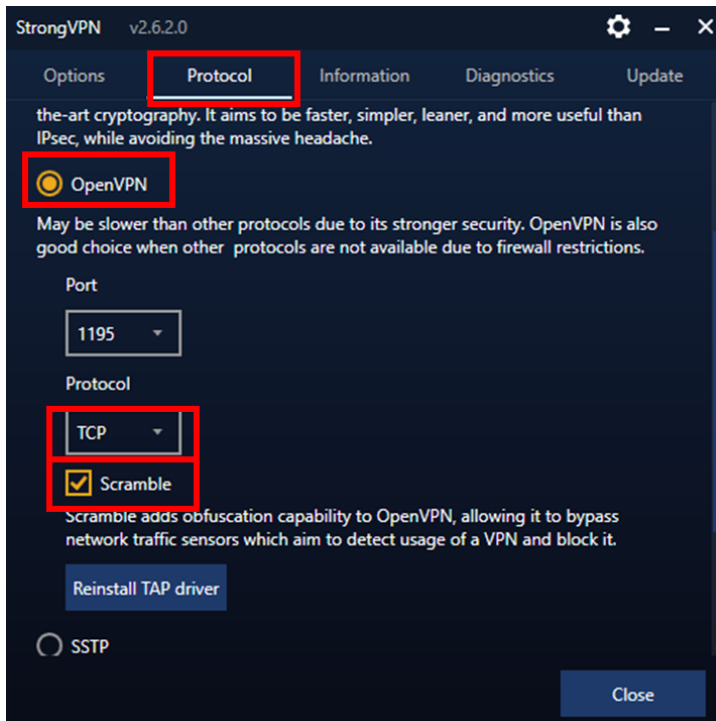 StrongVPN v2.6.2.0
Options Protocol Information Diagnostics Update
the-art cryptography. It aims to be faster, simpler, leaner, and more useful than
IPsec, while avoiding the massive headache.
OpenVPN
May be slower than other protocols due to its stronger security. OpenVPN is also
good choice when other  protocols are not available due to firewall restrictions.
Port
1195
Protocol
TCP
Scramble
Scramble adds obfuscation capability to OpenVPN, allowing it to bypass
network traffic sensors which aim to detect usage of a VPN and block it.
Reinstall TAP driver
SSTP
Close